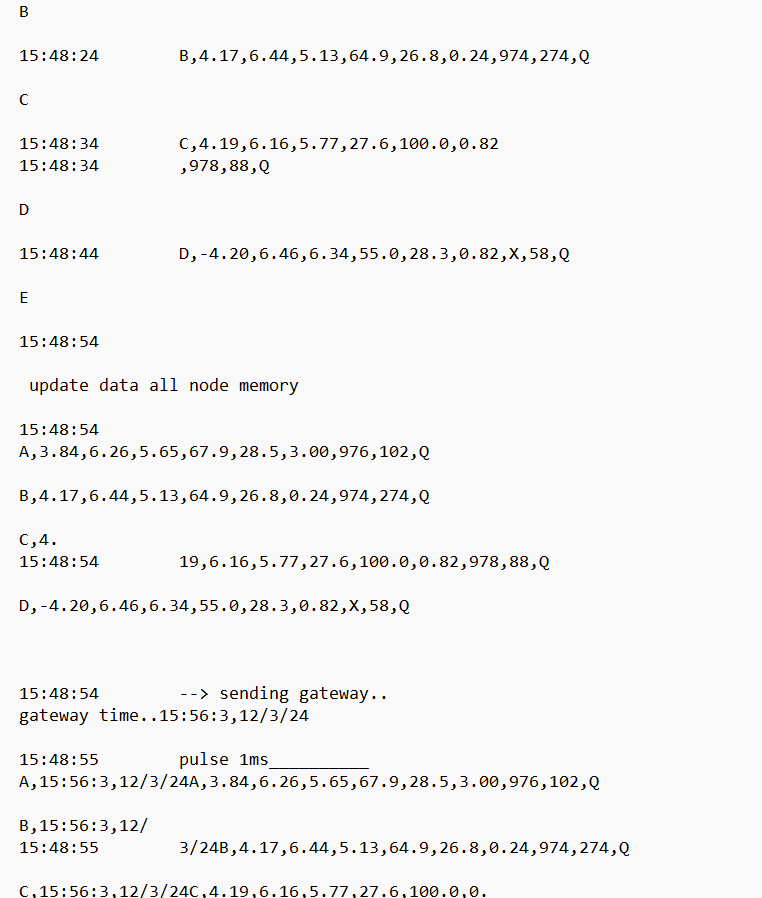 B
15:48:24 B,4.17,6.44,5.13,64.9,26.8,0.24,974,274,Q
C
15:48:34 C,4.19,6.16,5.77,27.6,100.0,0.82
15:48:34 ,978,88,Q
D
15:48:44 D,-4.20,6.46,6.34,55.0,28.3,0.82,X,58,Q
E
15:48:54
update data all node memory
15:48:54
A,3.84,6.26,5.65,67.9,28.5,3.00,976,102,Q
B,4.17,6.44,5.13,64.9,26.8,0.24,974,274,Q
C,4.
15:48:54 19,6.16,5.77,27.6,100.0,0.82,978,88,Q
D,-4.20,6.46,6.34,55.0,28.3,0.82,X,58,Q
15:48:54 --> sending gateway..
gateway time..15:56:3,12/3/24
15:48:55 pulse 1ms__________
A,15:56:3,12/3/24A,3.84,6.26,5.65,67.9,28.5,3.00,976,102,Q
B,15:56:3,12/
15:48:55 3/24B,4.17,6.44,5.13,64.9,26.8,0.24,974,274,Q
C,15:56:3,12/3/24C,4.19,6.16,5.77,27.6,100.0,0.